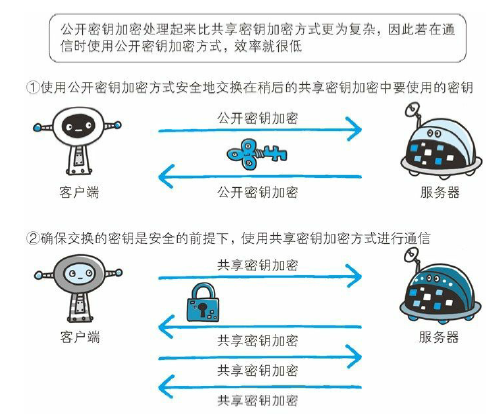 公开密钥加密处理起来比共享密钥加密方式更为复杂，因此若在通
信时使用公开密钥加密方式，效率就很低
①使用公开密钥加密方式安全地交换在稍后的共享密钥加密中要使用的密钥
公开密钥加密
公开密钥加密
客户端
服务器
②确保交换的密钥是安全的前提下，使用共享密钥加密方式进行通信
共享密钥加密
客户端
服务器
共享密钥加密
共享密钥加密
共享密钥加密